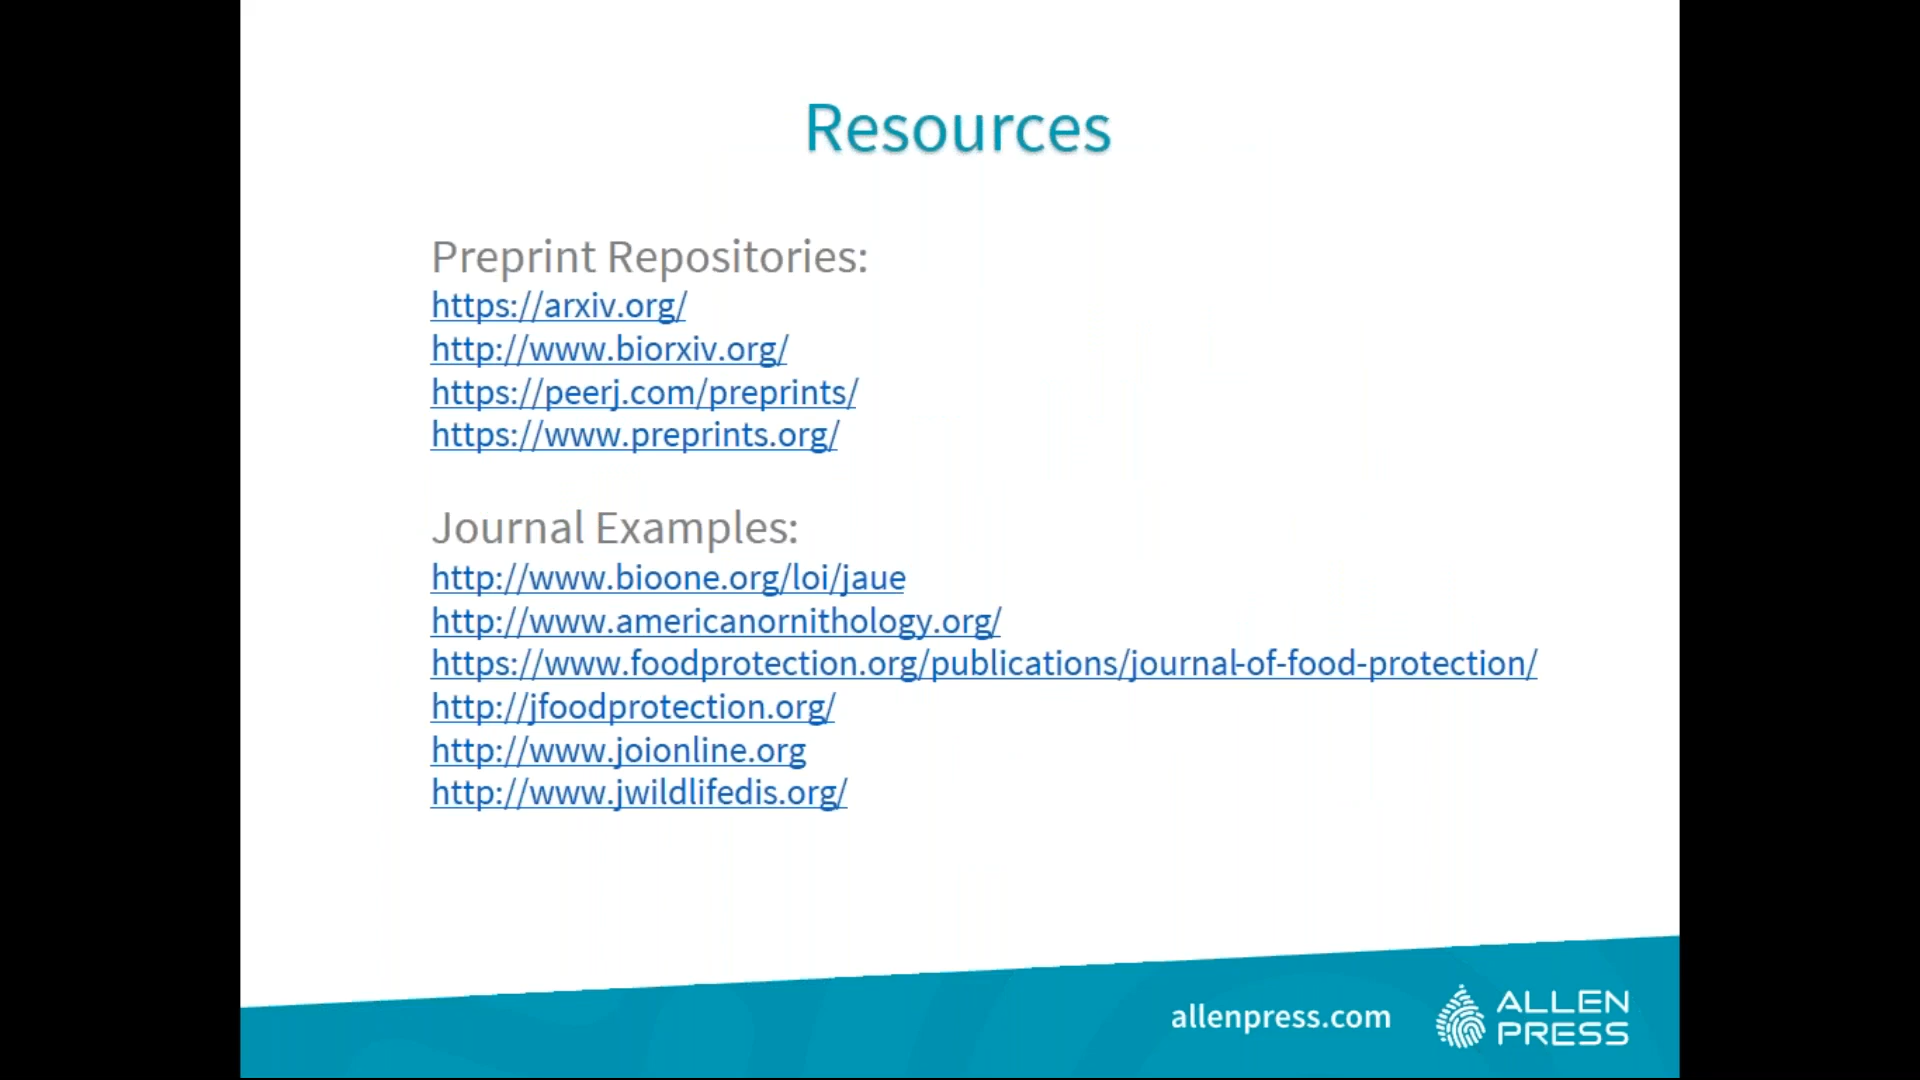 Resources
Preprint Repositories:
https://arxiv.org/
http://www.biorxiv.org/
https://peerj.com/preprints/
https://www.preprints.org/
Journal Examples:
http://www.bioone.org/loi/jaue
http://www.americanornithology.org/
https://www.foodprotection.org/publications/journal-of-food-protection/
http://jfoodprotection.org/
http://www.joionline.org
http://www.jwildlifedis.org/
allenpress.com
ALLEN
PRESS